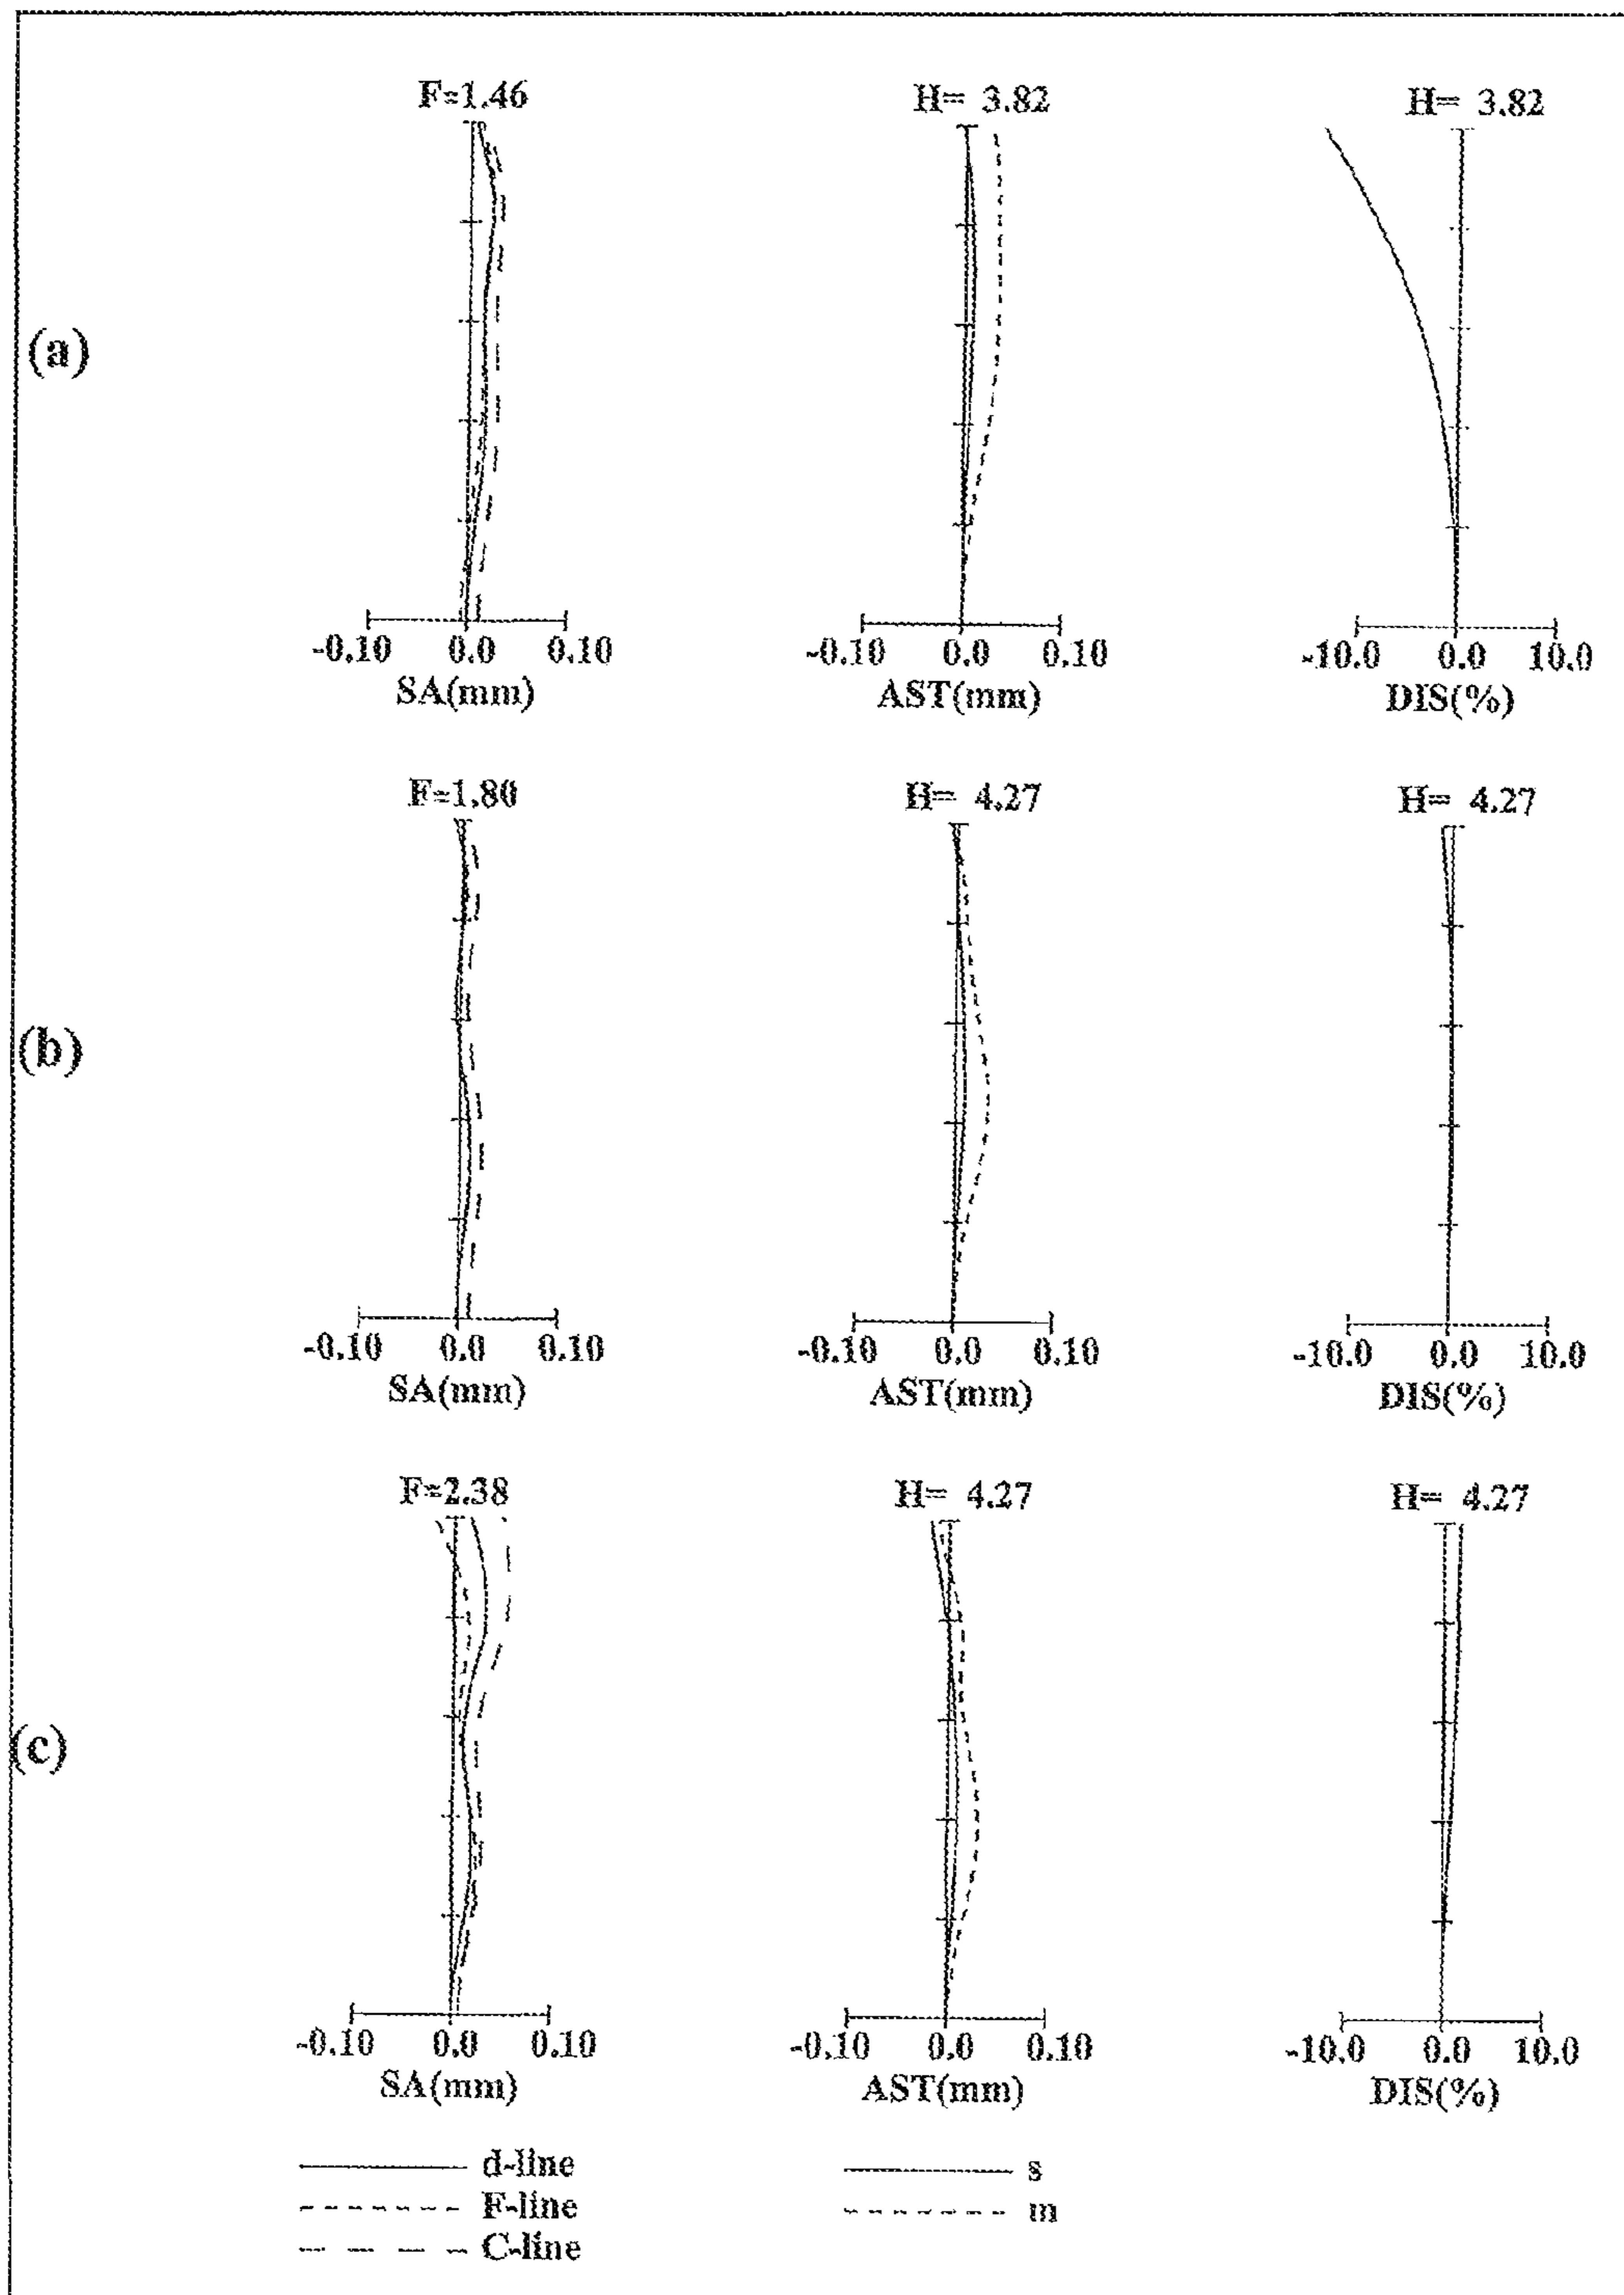 F=1.46 H= 3.82 H= 3.82
(a)
-0.10 0.0 0.10 -0.10 0.0 0.10 -10.0 0.0 10.0
SA(mm) AST(mm) DIS(%)
F=1.80 H= 4.27 H= 4.27
(b)
-0.10 0.0 0.10 -0.10 0.0 0.10 -10.0 0.0 10.0
SA(mm) AST(mm) DIS(%)
F=2.38 H= 4.27 H= 4.27
(c)
-0.10 0.0 0.10 -0.10 0.0 0.10 -10.0 0.0 10.0
SA(mm) AST(mm) DIS(%)
d-line s
F-line m
C-line